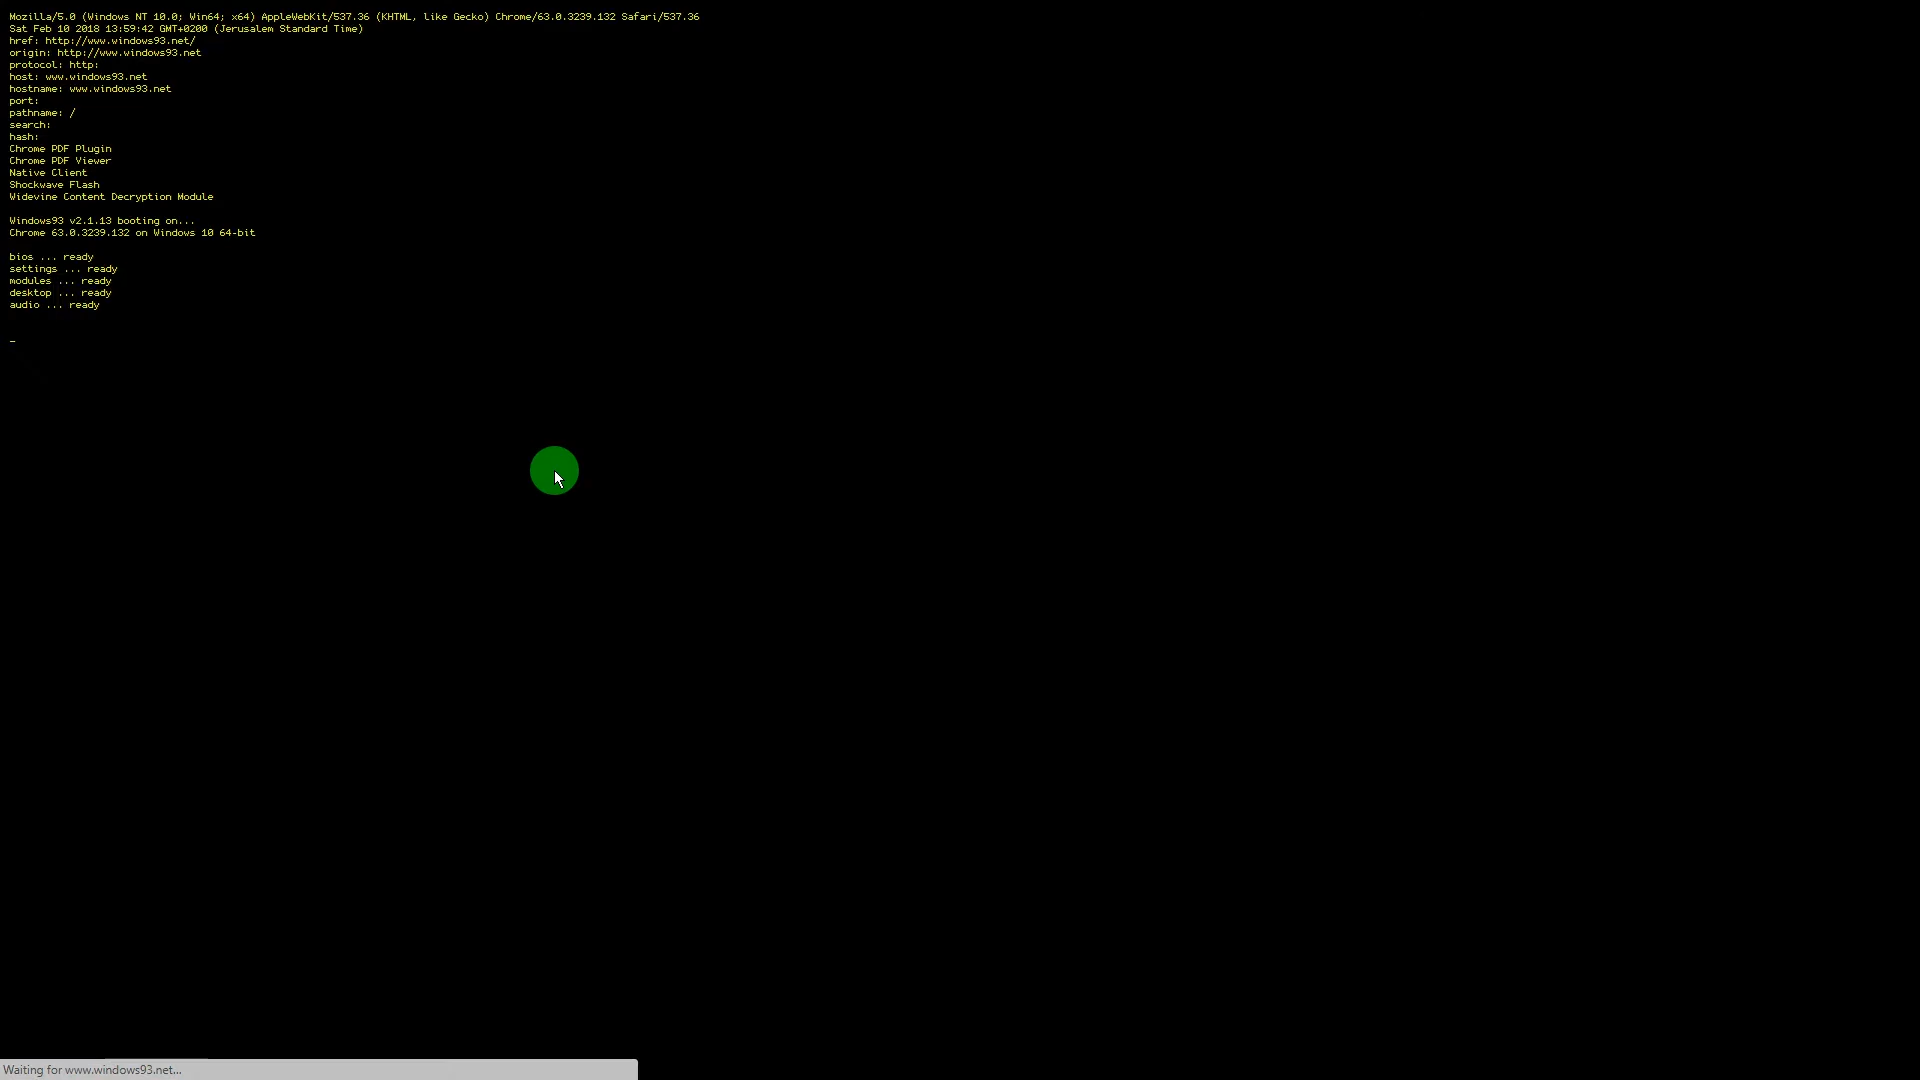 Mozilla/5.0 (Windows NT 10.0; Win64; x64) AppleWebKit/537.36 (KHTML, like Gecko) Chrome/63.0.3239.132 Safari/537.36
Sat Feb 10 2018 13:59:42 GMT+0200 (Jerusalem Standard Time)
href: http://www.windows93.net/
origin: http://www.windows93.net
protocol: http:
host: www.windows93.net
hostname: www.windows93.net
port:
pathname: /
search:
hash:
Chrome PDF Plugin
Chrome PDF Viewer
Native Client
Shockwave Flash
Widevine Content Decryption Module
Windows93 v2.1.13 booting on...
Chrome 63.0.3239.132 on Windows 10 64-bit
bios ... ready
settings ... ready
modules ... ready
desktop ... ready
audio ... ready
_
Waiting for www.windows93.net...